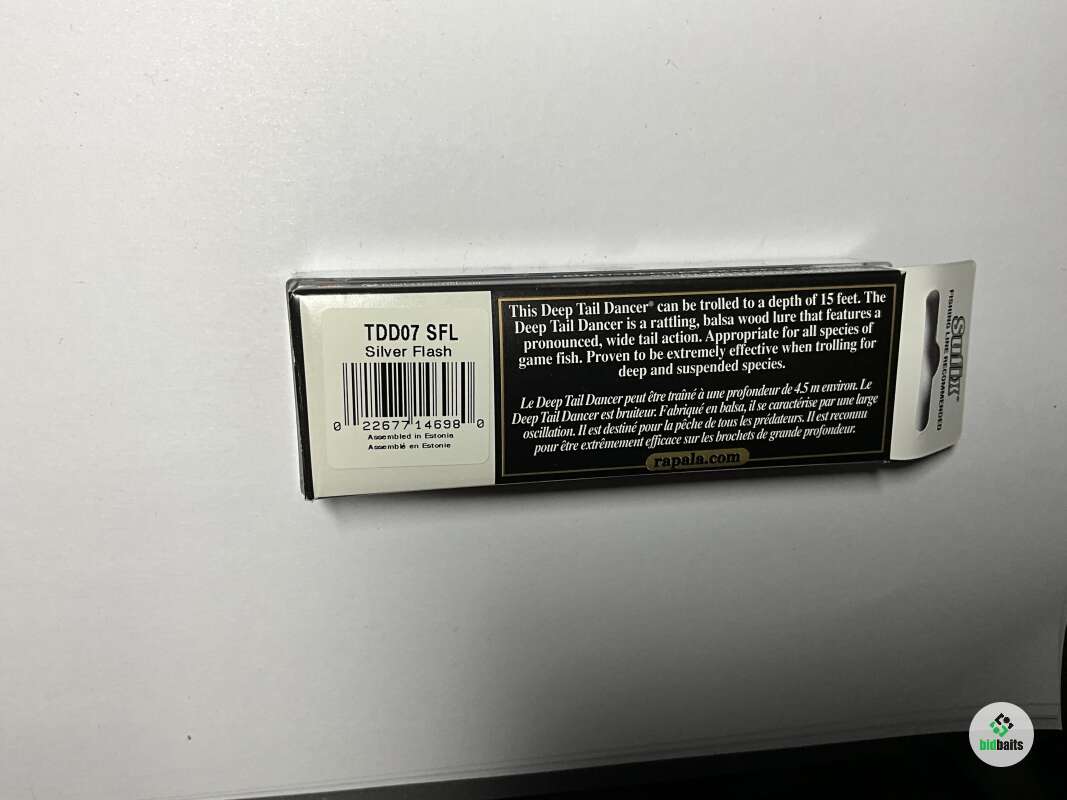 TDD07 SFL
Silver Flash
0 22677 14698 0
Assembled in Estonia
Assemblé en Estonie
This Deep Tail Dancer® can be trolled to a depth of 15 feet. The
Deep Tail Dancer is a rattling, balsa wood lure that features a
pronounced, wide tail action. Appropriate for all species of
game fish. Proven to be extremely effective when trolling for
deep and suspended species.
Le Deep Tail Dancer peut être traîné à une profondeur de 4.5 m environ. Le
Deep Tail Dancer est bruiteur. Fabriqué en balsa, il se caractérise par une large
oscillation. Il est destiné pour la pêche de tous les prédateurs. Il est reconnu
pour être extrêmement efficace sur les brochets de grande profondeur.
rapala.com
Sufix™
FISHING LINE RECOMMENDED
bidbaits